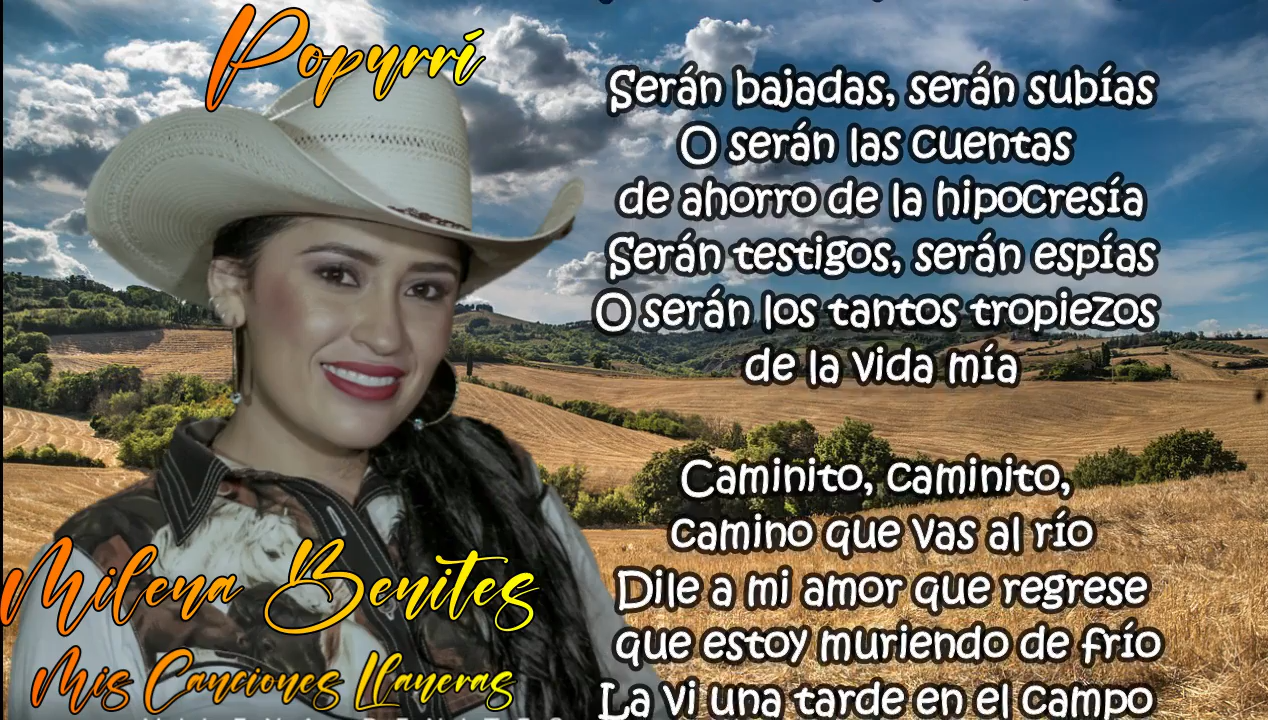 Popurrí
Serán bajadas, serán subías
O serán las cuentas
de ahorro de la hipocresía
Serán testigos, serán espías
O serán los tantos tropiezos
de la vida mía
Caminito, caminito,
camino que vas al río
Dile a mi amor que regrese
que estoy muriendo de frío
La vi una tarde en el campo
Milena Benites
Mis Canciones Llaneras